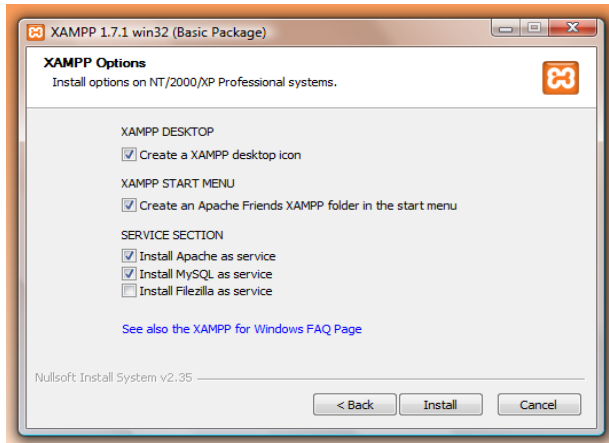 XAMPP 1.7.1 win32 (Basic Package)
XAMPP Options
Install options on NT/2000/XP Professional systems.
XAMPP DESKTOP
Create a XAMPP desktop icon
XAMPP START MENU
Create an Apache Friends XAMPP folder in the start menu
SERVICE SECTION
Install Apache as service
Install MySQL as service
Install Filezilla as service
See also the XAMPP for Windows FAQ Page
Nullsoft Install System v2.35
< Back Install Cancel